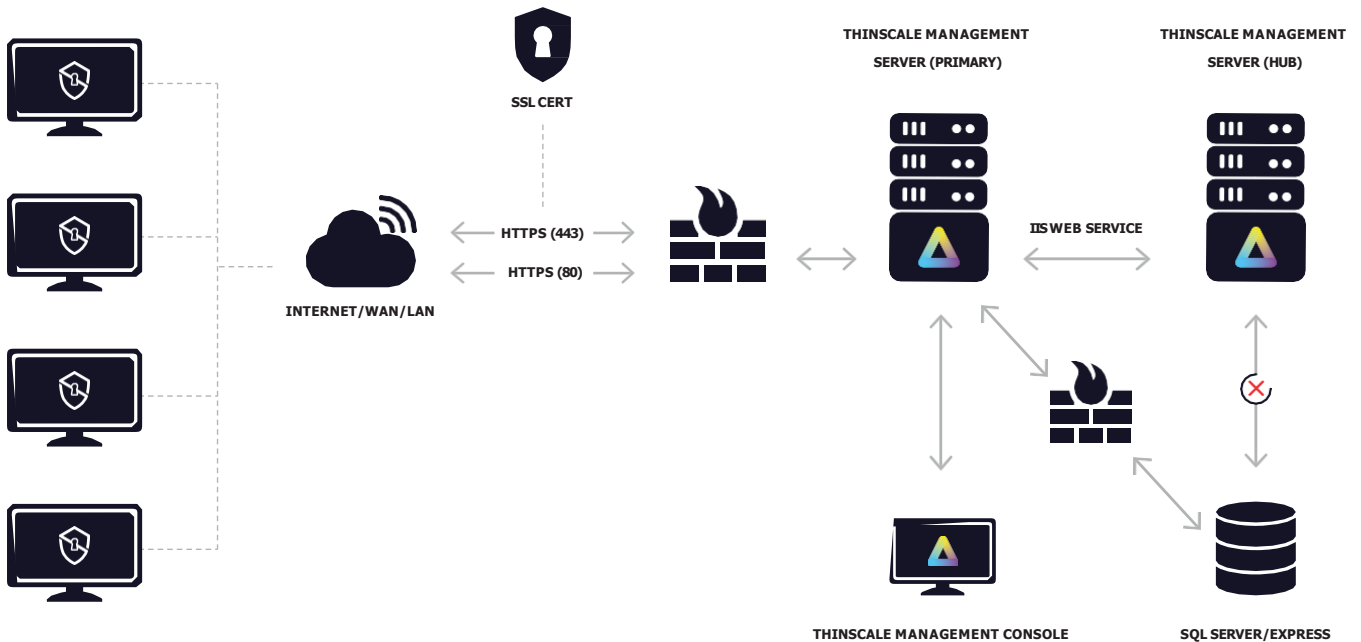 THINSCALE MANAGEMENT
SERVER (PRIMARY)
THINSCALE MANAGEMENT
SERVER (HUB)
SSL CERT
IIS WEB SERVICE
HTTPS (443)
HTTPS (80)
INTERNET/WAN/LAN
THINSCALE MANAGEMENT CONSOLE
SQL SERVER/EXPRESS